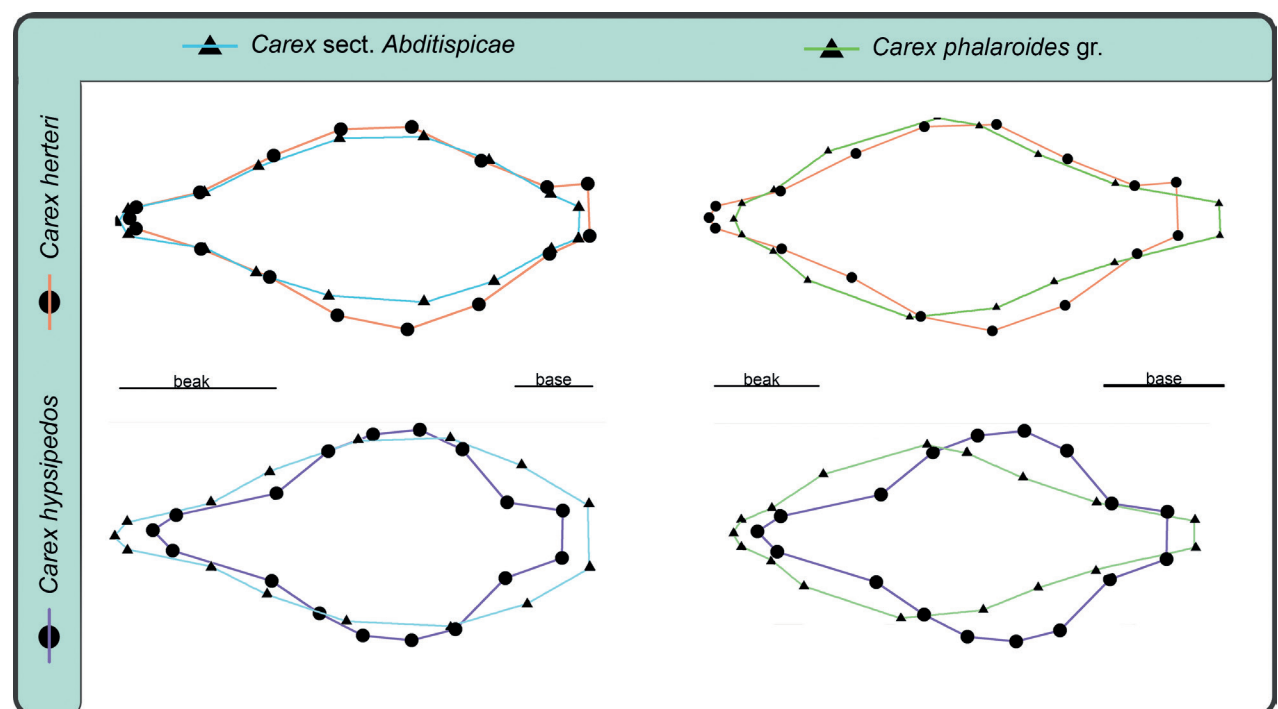 Carex sect. Abditispicae
Carex phalaroides gr.
Carex herteri
beak
base
beak
base
Carex hypsipedos